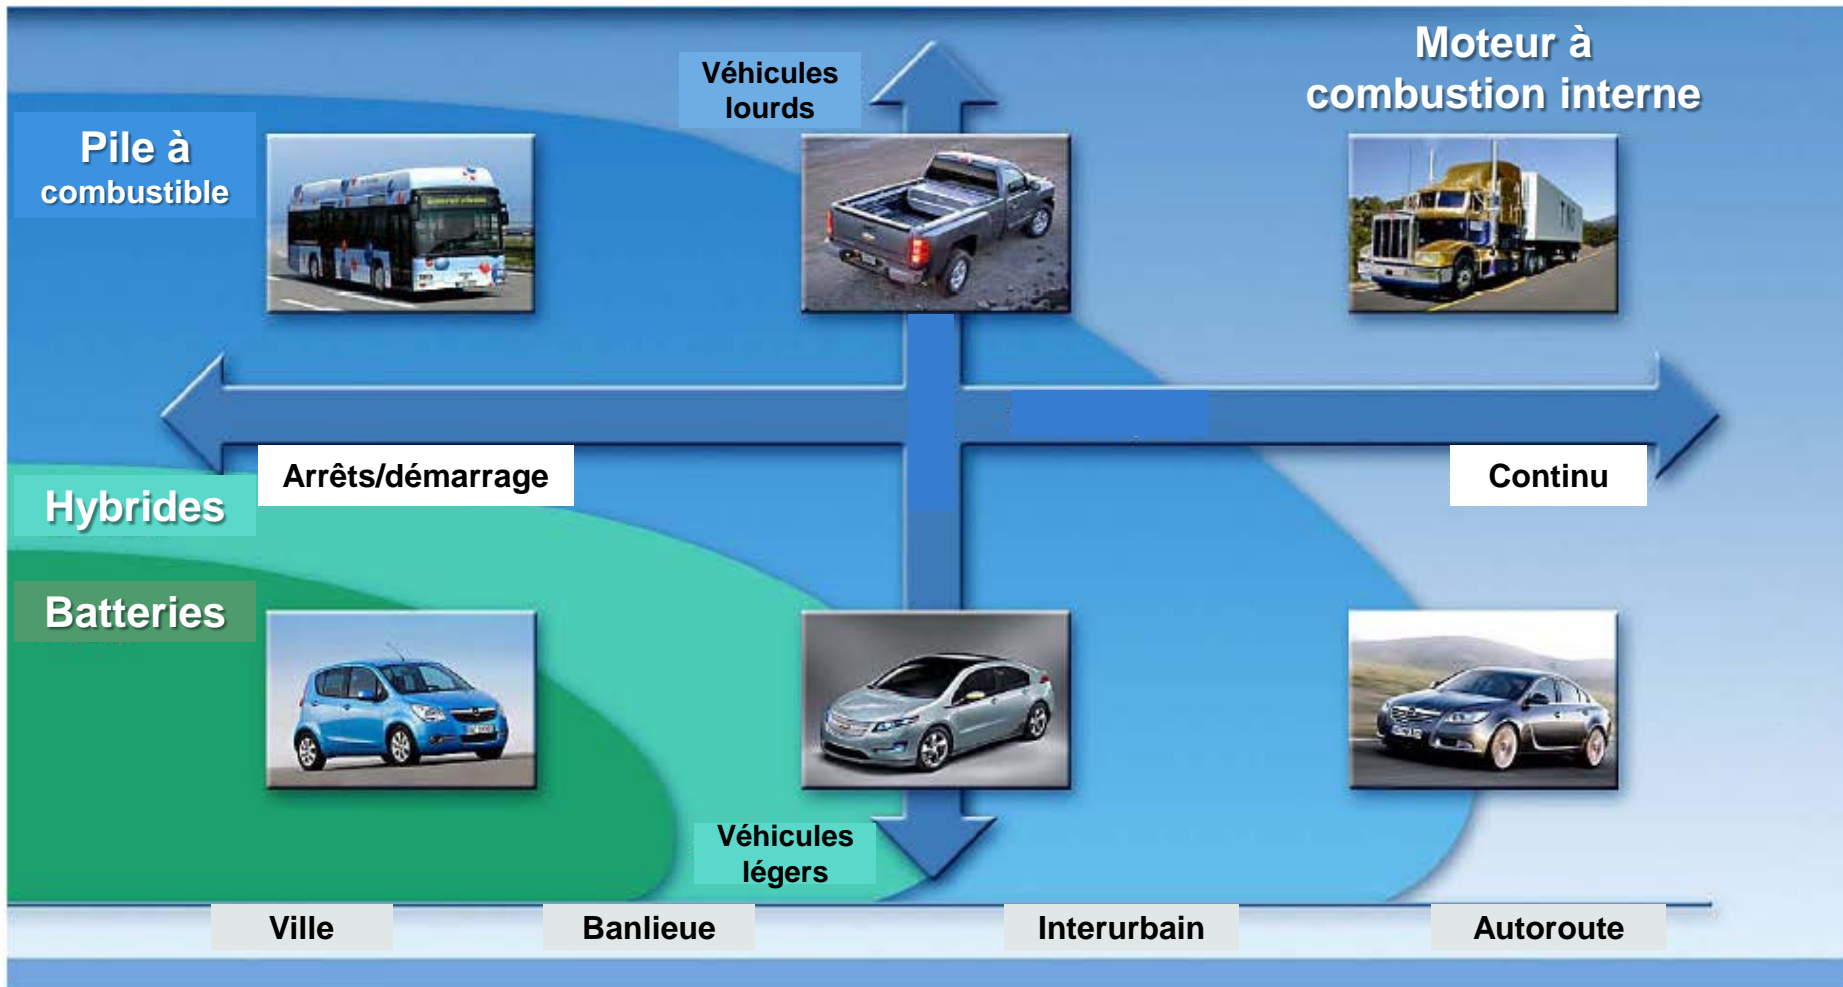 Moteur à
combustion interne
Véhicules
lourds
Pile à
combustible
Arrêts/démarrage
Continu
Hybrides
Batteries
Véhicules
légers
Ville
Banlieue
Interurbain
Autoroute